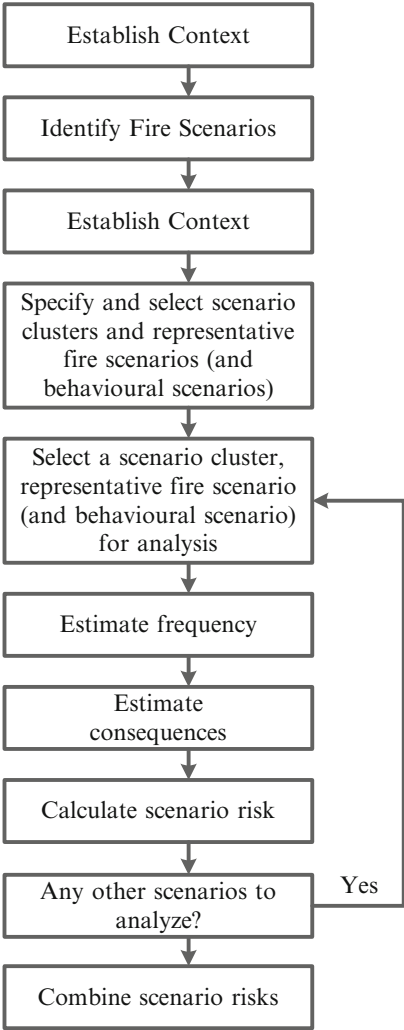 Establish Context
Identify Fire Scenarios
Establish Context
Specify and select scenario
clusters and representative
fire scenarios (and
behavioural scenarios)
Select a scenario cluster,
representative fire scenario
(and behavioural scenario)
for analysis
Estimate frequency
Estimate
consequences
Calculate scenario risk
Any other scenarios to
analyze?
Yes
Combine scenario risks